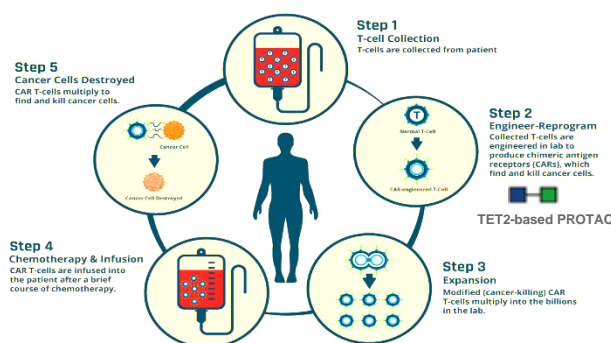 Step 1
T-cell Collection
T-cells are collected from patient
Step 2
Engineer-Reprogram
Collected T-cells are
engineered in lab to
produce chimeric antigen
receptors (CARs), which
find and kill cancer cells.
T
Normal T-Cell
CAR-engineered T-Cell
TET2-based PROTAC
Step 3
Expansion
Modified (cancer-killing) CAR
T-cells multiply into the billions
in the lab.
Step 4
Chemotherapy & Infusion
CAR T-cells are infused into
the patient after a brief
course of chemotherapy.
Step 5
Cancer Cells Destroyed
CAR T-cells multiply to
find and kill cancer cells.
Cancer Cell
Cancer Cell Destroyed